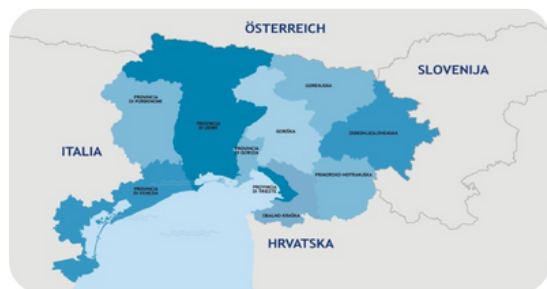 ÖSTERREICH
SLOVENIJA
GORENJSKA
PROVINCIA
DI PORDENONE
PROVINCIA
DI UDINE
GORIŠKA
OSREDNJESLOVENSKA
ITALIA
PROVINCIA
DI GORIZIA
PROVINCIA
DI VENEZIA
PROVINCIA
DI TRIESTE
PRIMORSKO-NOTRANJSKA
OBALNO-KRAŠKA
HRVATSKA